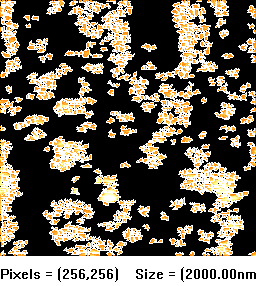 Pixels = (256,256)    Size = (2000.00nm